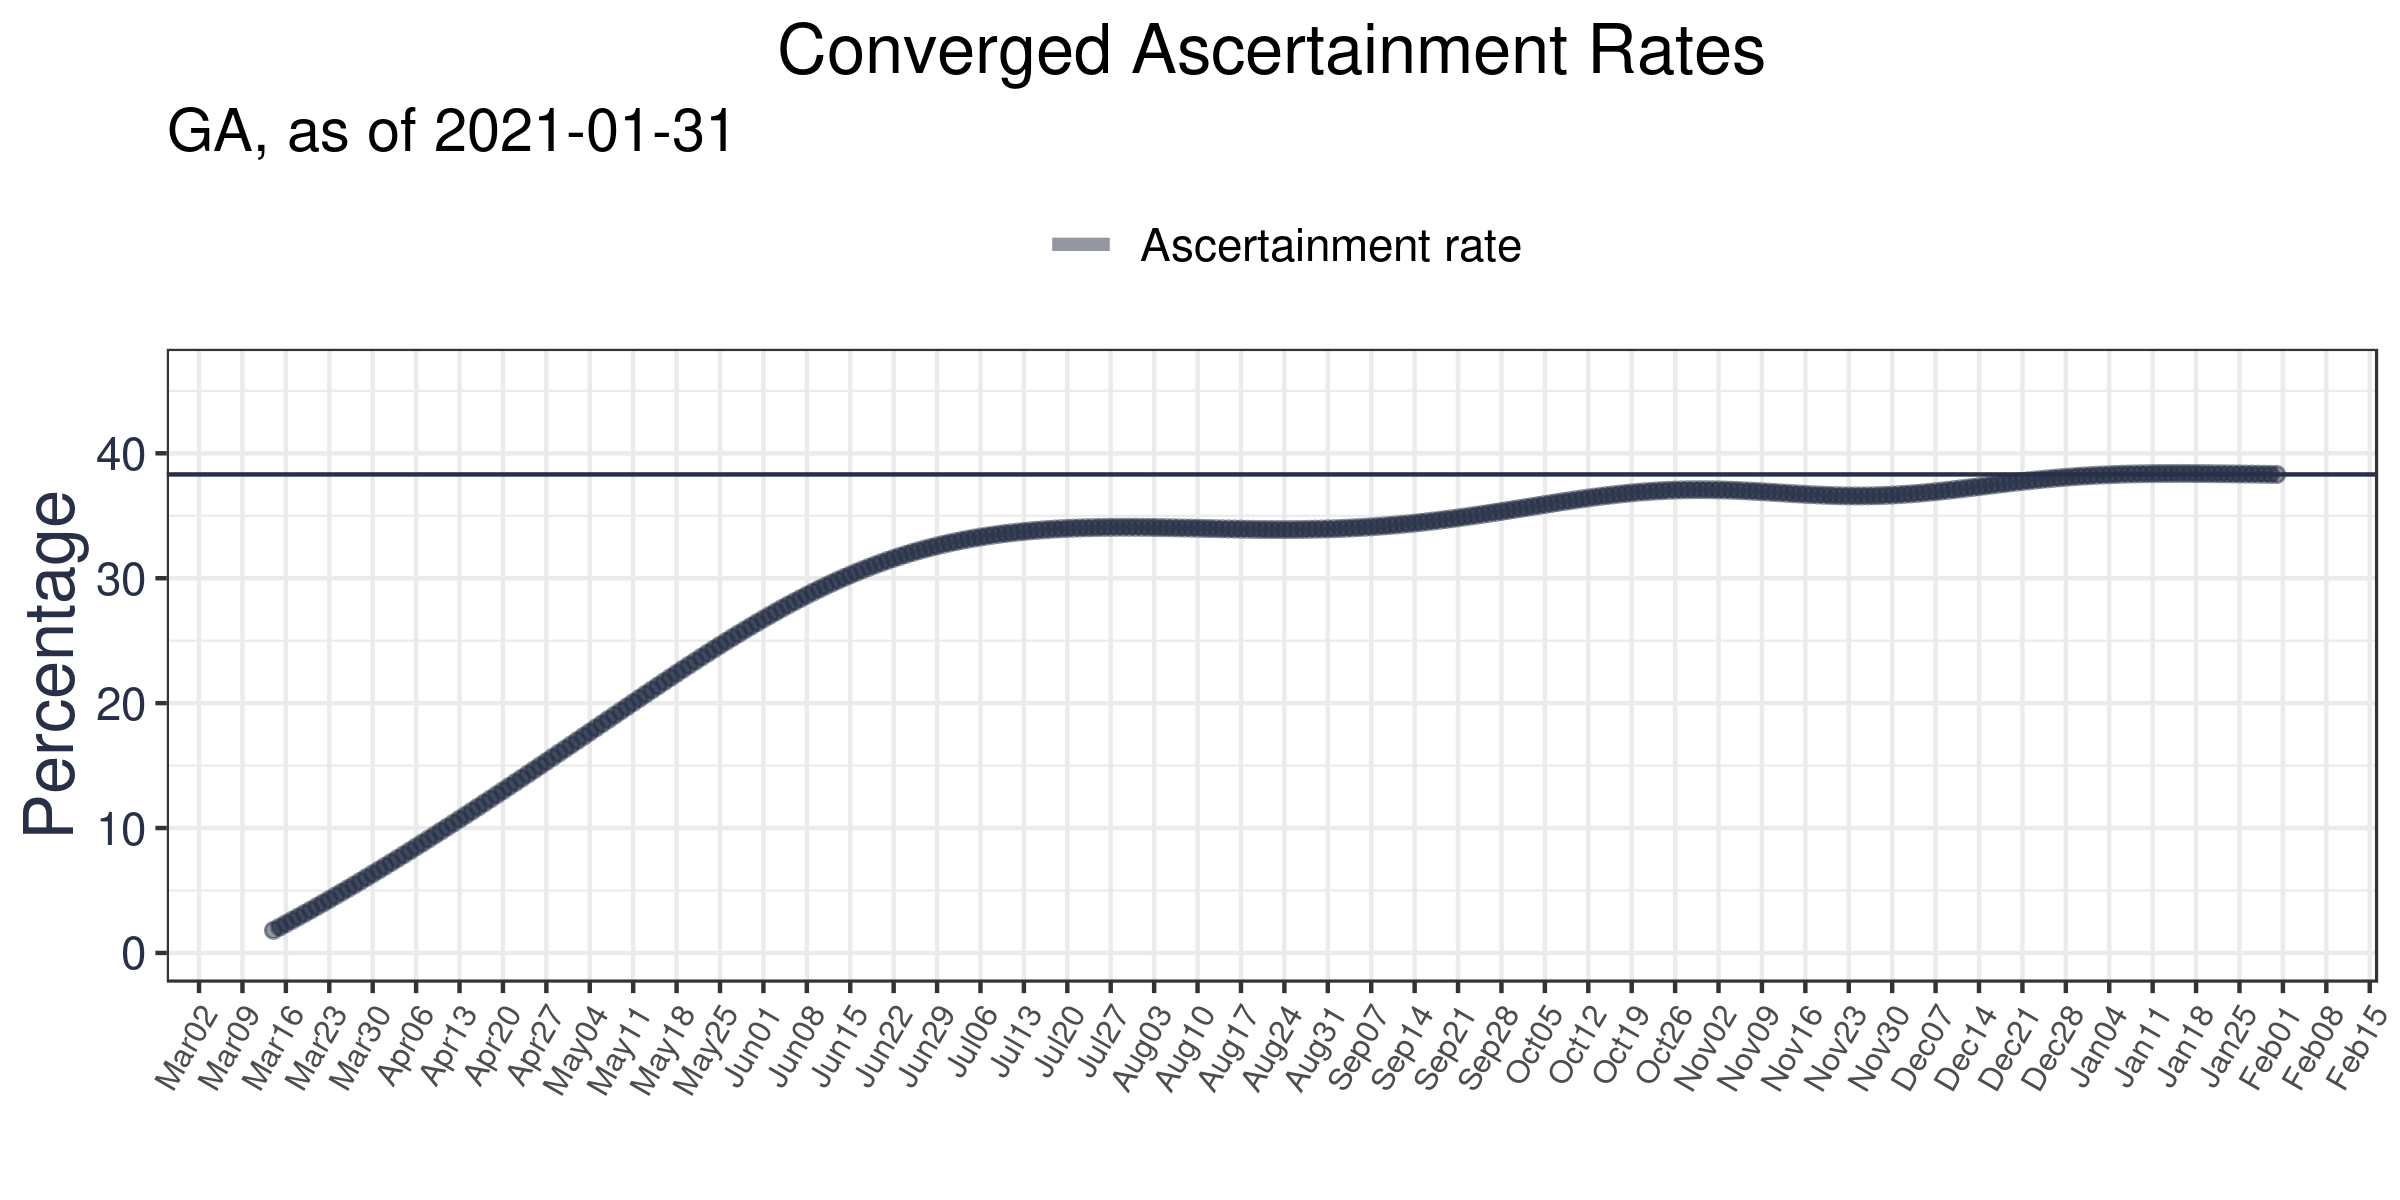 Converged Ascertainment Rates
GA, as of 2021-01-31
Ascertainment rate
Percentage
40
30
20
10
0
Mar02 Mar09 Mar16 Mar23 Mar30 Apr06 Apr13 Apr20 Apr27 May04 May11 May18 May25 Jun01 Jun08 Jun15 Jun22 Jun29 Jul06 Jul13 Jul20 Jul27 Aug03 Aug10 Aug17 Aug24 Aug31 Sep07 Sep14 Sep21 Sep28 Oct05 Oct12 Oct19 Oct26 Nov02 Nov09 Nov16 Nov23 Nov30 Dec07 Dec14 Dec21 Dec28 Jan04 Jan11 Jan18 Jan25 Feb01 Feb08 Feb15